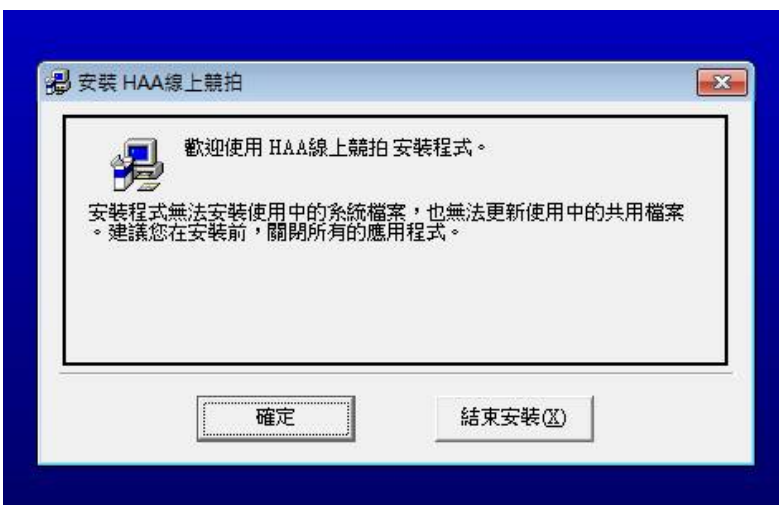 安裝 HAA線上競拍
歡迎使用 HAA線上競拍 安裝程式。
安裝程式無法安裝使用中的系統檔案，也無法更新使用中的共用檔案
。建議您在安裝前，關閉所有的應用程式。
確定
結束安裝(X)